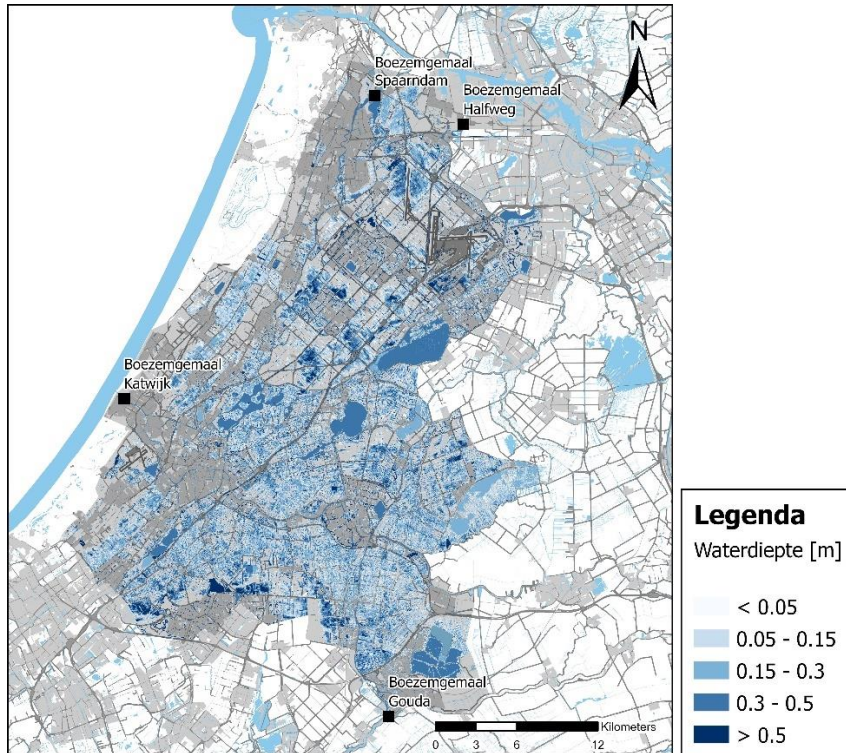 Boezemgemaal
Spaarndam
Boezemgemaal
Halfweg
N
Boezemgemaal
Katwijk
Boezemgemaal
Gouda
Kilometers
0 3 6 12
Legenda
Waterdiepte [m]
< 0.05
0.05 - 0.15
0.15 - 0.3
0.3 - 0.5
> 0.5